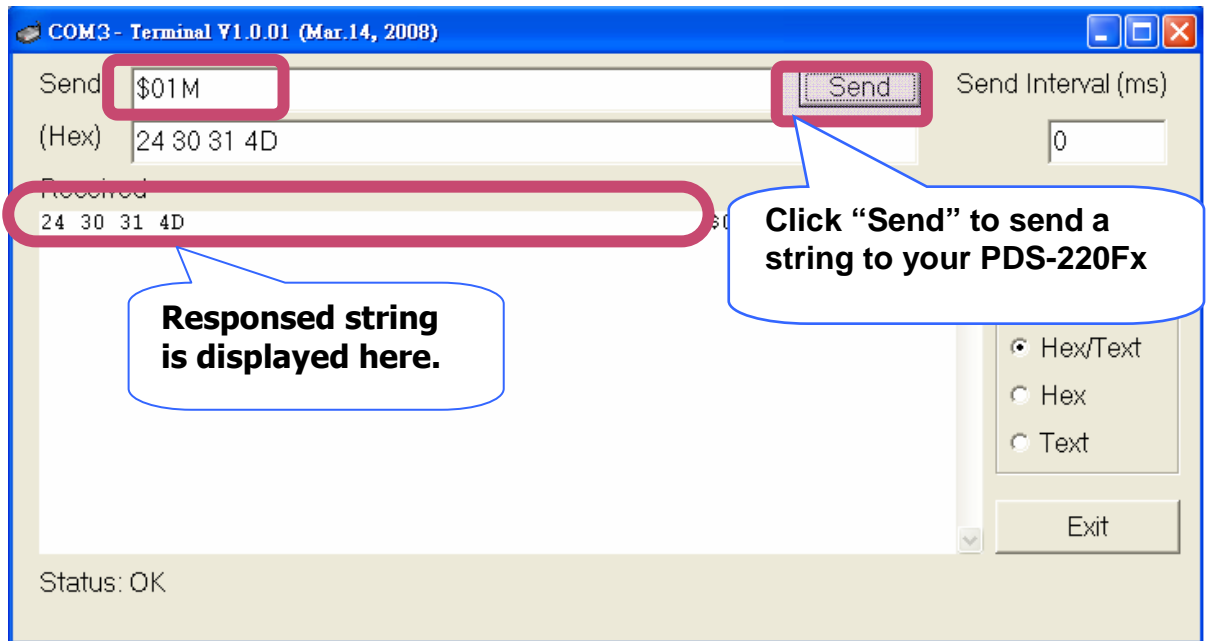 COM3 - Terminal V1.0.01 (Mar.14, 2008)
Send $01M Send Send Interval (ms)
(Hex) 24 30 31 4D 0
Received
24 30 31 4D
Click “Send” to send a
string to your PDS-220Fx
Responsed string
is displayed here.
Hex/Text
Hex
Text
Exit
Status: OK